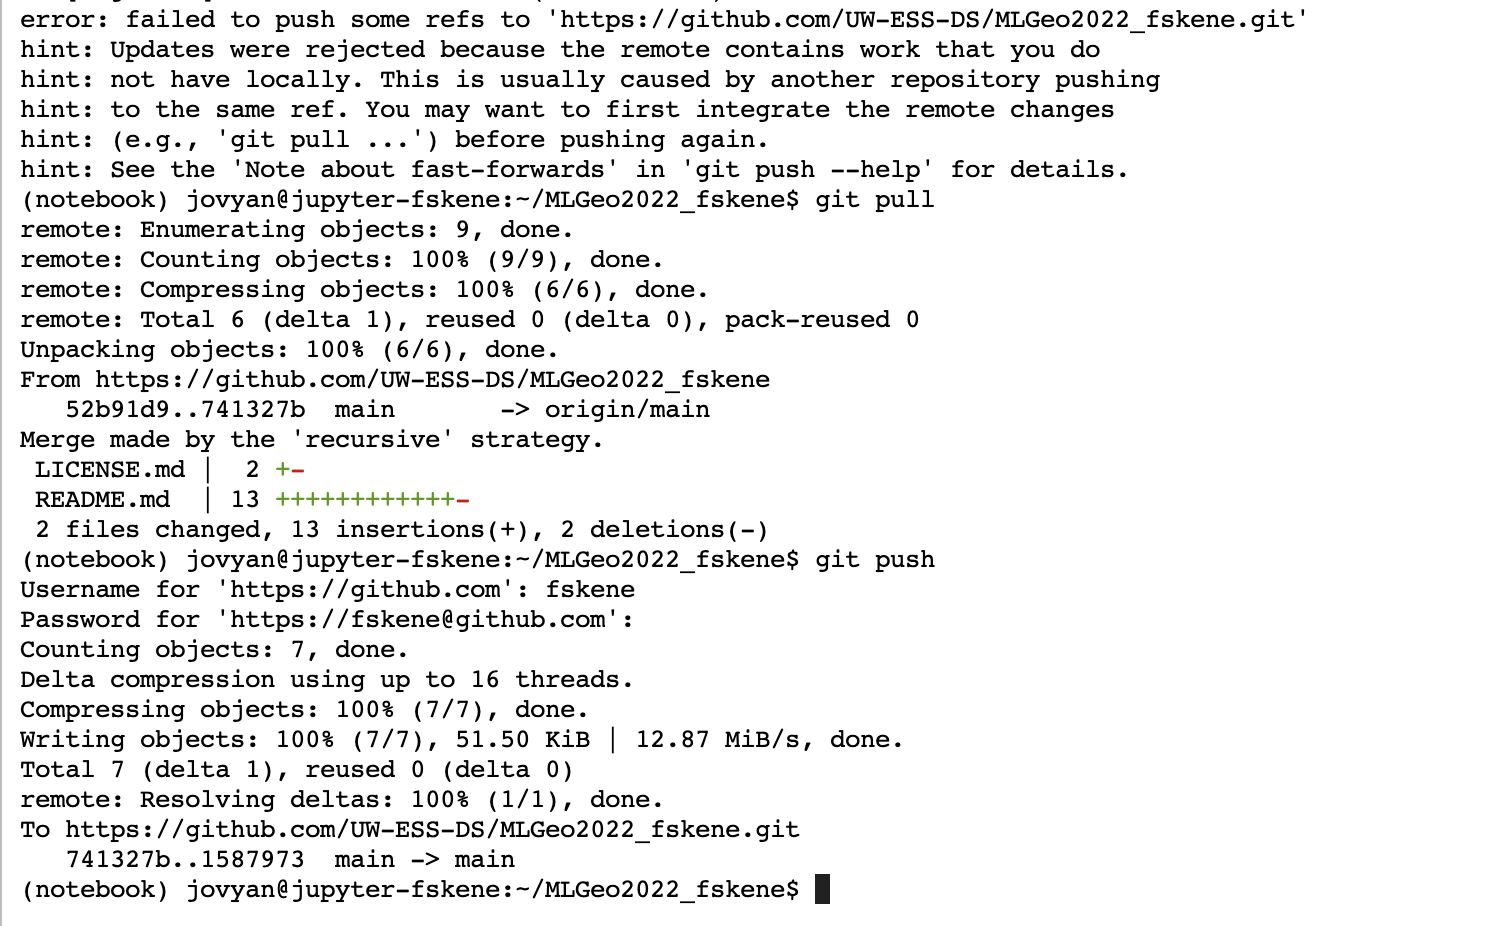 error: failed to push some refs to 'https://github.com/UW-ESS-DS/MLGeo2022_fskene.git'
hint: Updates were rejected because the remote contains work that you do
hint: not have locally. This is usually caused by another repository pushing
hint: to the same ref. You may want to first integrate the remote changes
hint: (e.g., 'git pull ...') before pushing again.
hint: See the 'Note about fast-forwards' in 'git push --help' for details.
(notebook) jovyan@jupyter-fskene:~/MLGeo2022_fskene$ git pull
remote: Enumerating objects: 9, done.
remote: Counting objects: 100% (9/9), done.
remote: Compressing objects: 100% (6/6), done.
remote: Total 6 (delta 1), reused 0 (delta 0), pack-reused 0
Unpacking objects: 100% (6/6), done.
From https://github.com/UW-ESS-DS/MLGeo2022_fskene
   52b91d9..741327b  main       -> origin/main
Merge made by the 'recursive' strategy.
 LICENSE.md |  2 +-
 README.md  | 13 ++++++++++++-
 2 files changed, 13 insertions(+), 2 deletions(-)
(notebook) jovyan@jupyter-fskene:~/MLGeo2022_fskene$ git push
Username for 'https://github.com': fskene
Password for 'https://fskene@github.com':
Counting objects: 7, done.
Delta compression using up to 16 threads.
Compressing objects: 100% (7/7), done.
Writing objects: 100% (7/7), 51.50 KiB | 12.87 MiB/s, done.
Total 7 (delta 1), reused 0 (delta 0)
remote: Resolving deltas: 100% (1/1), done.
To https://github.com/UW-ESS-DS/MLGeo2022_fskene.git
   741327b..1587973  main -> main
(notebook) jovyan@jupyter-fskene:~/MLGeo2022_fskene$